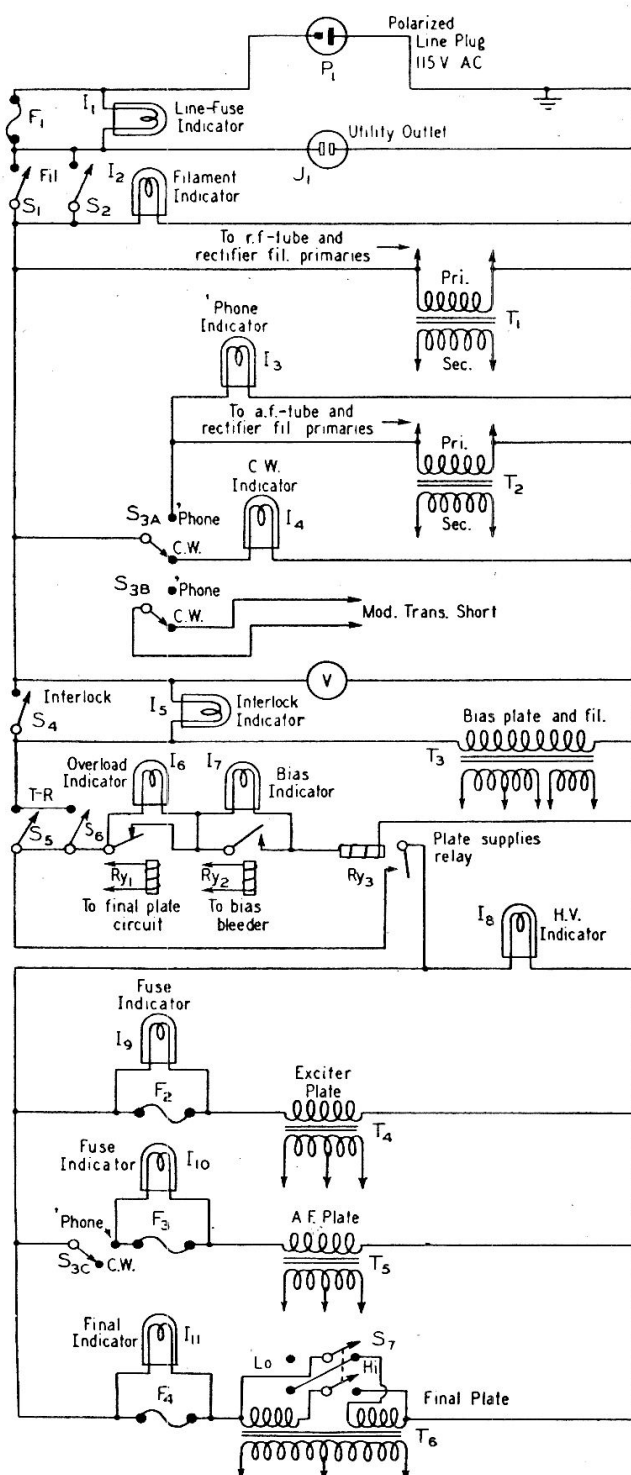 Polarized
Line Plug
115 V AC
P₁
F₁
I₁
Line-Fuse
Indicator
Utility Outlet
J₁
Fil
S₁
S₂
I₂
Filament
Indicator
To r.f-tube and
rectifier fil. primaries
Pri.
T₁
Sec.
'Phone
Indicator
I₃
To a.f.-tube and
rectifier fil primaries
Pri.
T₂
Sec.
C W.
Indicator
I₄
S₃A
'Phone
C.W.
S₃B
'Phone
C.W.
Mod. Trans. Short
V
Interlock
S₄
I₅
Interlock
Indicator
Bias plate and fil.
T₃
Overload
Indicator
I₆
I₇
Bias
Indicator
T-R
S₅
S₆
Ry₁
Ry₂
Ry₃
Plate supplies
relay
To final plate
circuit
To bias
bleeder
I₈
H.V.
Indicator
Fuse
Indicator
I₉
F₂
Exciter
Plate
T₄
Fuse
Indicator
I₁₀
F₃
'Phone
S₃C
C.W.
A F. Plate
T₅
Final
Indicator
I₁₁
F₄
Lo
S₇
Hi
Final Plate
T₆